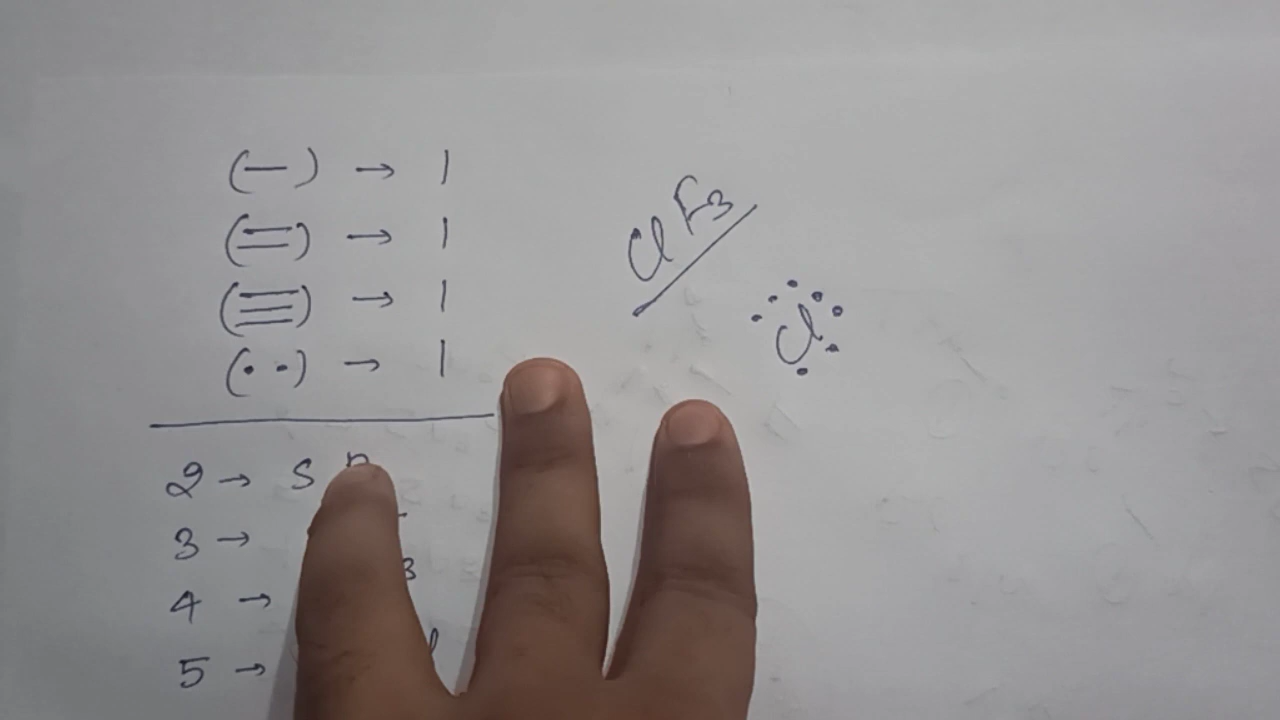 (—) → 1
(=) → 1
(≡) → 1
(··) → 1
2 → s p
3 →
4 →
5 →
ClF3
Cl